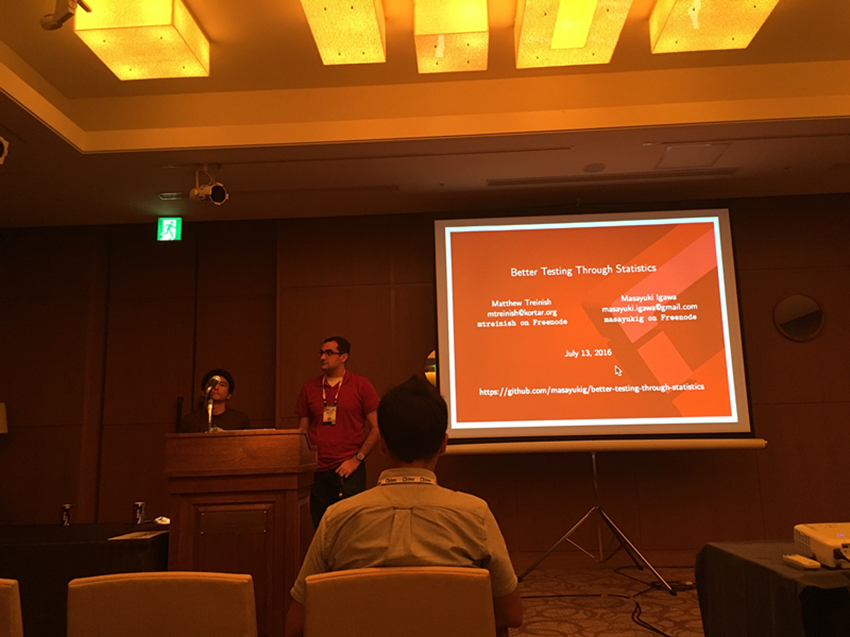 Better Testing Through Statistics
Matthew Treinish
mtreinish@kortar.org
mtreinish on Freenode
Masayuki Igawa
masayuki.igawa@gmail.com
masayukig on Freenode
July 13, 2016
https://github.com/masayukig/better-testing-through-statistics